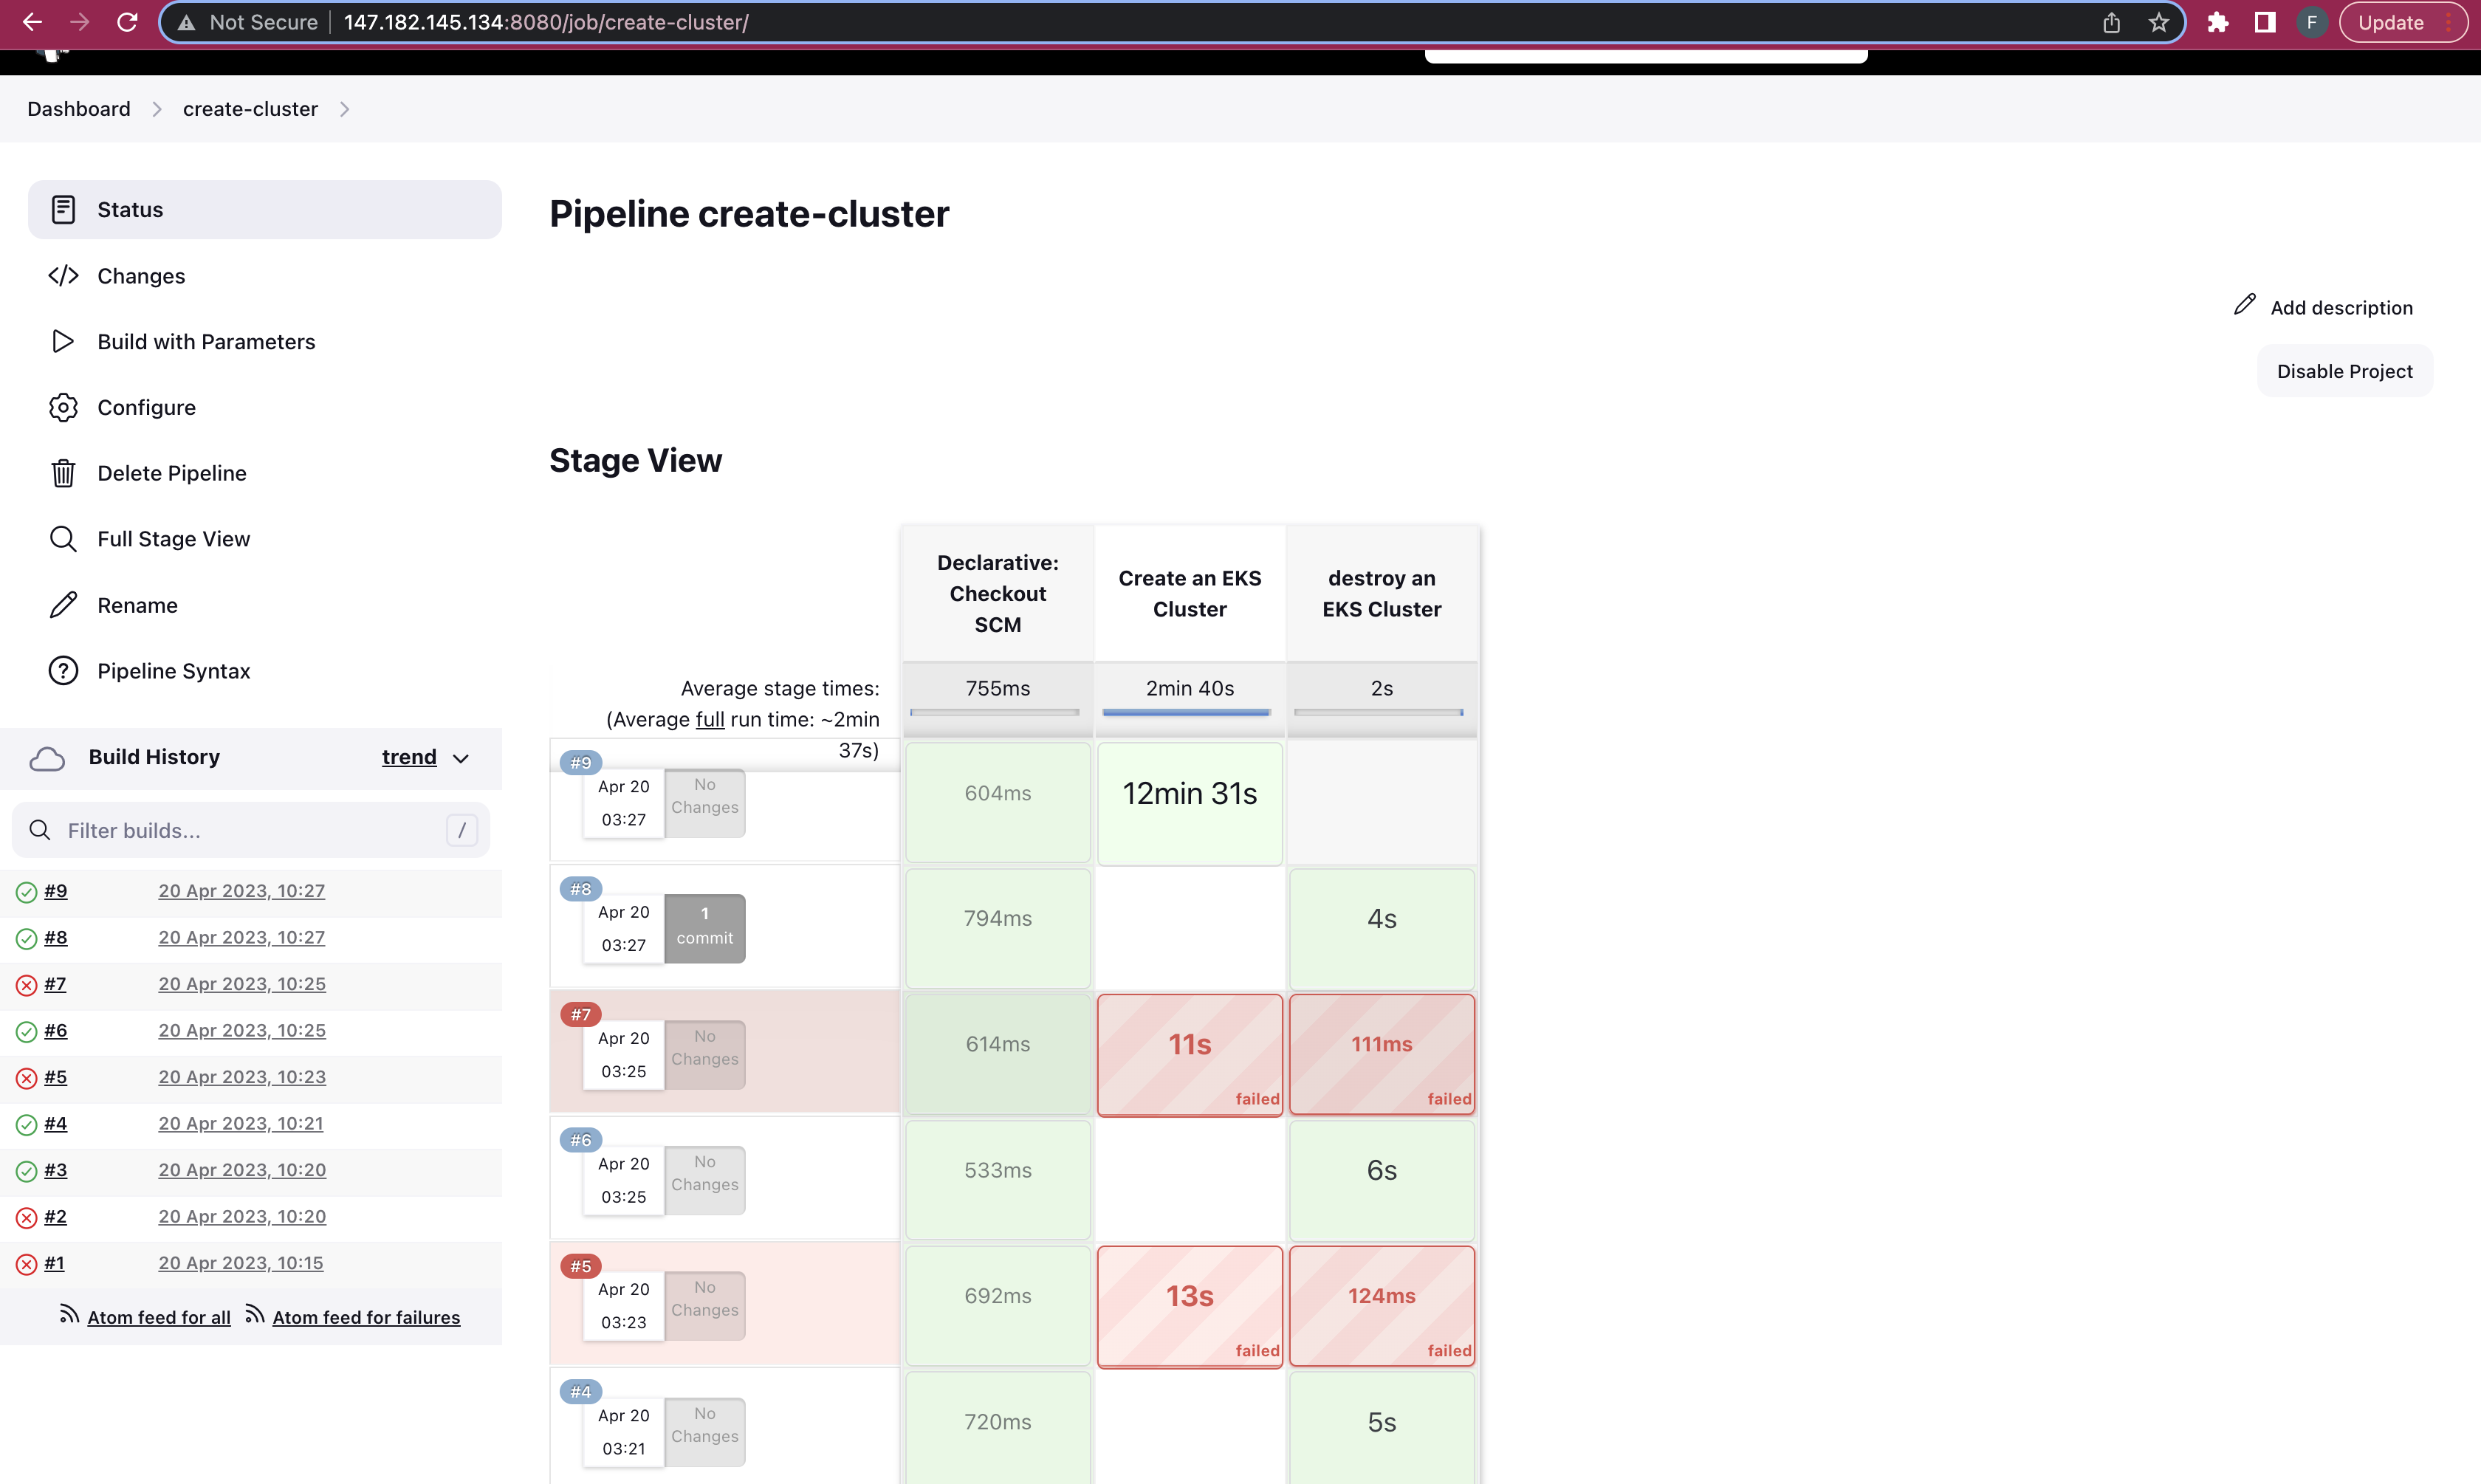 Not Secure 147.182.145.134:8080/job/create-cluster/
F
Update
Dashboard
create-cluster
Status
Changes
Build with Parameters
Configure
Delete Pipeline
Full Stage View
Rename
Pipeline Syntax
Build History
trend
Filter builds...
/
#9 20 Apr 2023, 10:27
#8 20 Apr 2023, 10:27
#7 20 Apr 2023, 10:25
#6 20 Apr 2023, 10:25
#5 20 Apr 2023, 10:23
#4 20 Apr 2023, 10:21
#3 20 Apr 2023, 10:20
#2 20 Apr 2023, 10:20
#1 20 Apr 2023, 10:15
Atom feed for all
Atom feed for failures
Pipeline create-cluster
Add description
Disable Project
Stage View
Declarative:
Checkout
SCM
Create an EKS
Cluster
destroy an
EKS Cluster
Average stage times:
(Average full run time: ~2min
37s)
755ms
2min 40s
2s
#9
Apr 20
03:27
No
Changes
604ms
12min 31s
#8
Apr 20
03:27
1
commit
794ms
4s
#7
Apr 20
03:25
No
Changes
614ms
11s
failed
111ms
failed
#6
Apr 20
03:25
No
Changes
533ms
6s
#5
Apr 20
03:23
No
Changes
692ms
13s
failed
124ms
failed
#4
Apr 20
03:21
No
Changes
720ms
5s